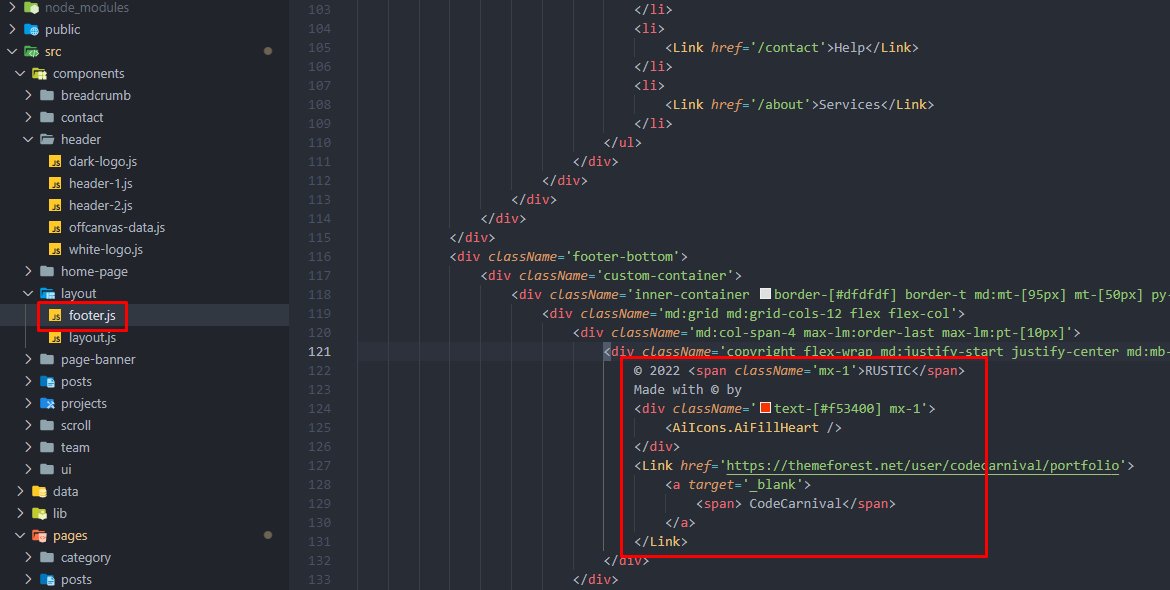 node_modules
public
src
components
breadcrumb
contact
header
dark-logo.js
header-1.js
header-2.js
offcanvas-data.js
white-logo.js
home-page
layout
footer.js
layout.js
page-banner
posts
projects
scroll
team
ui
data
lib
pages
category
posts
103 </li>
104 <li>
105 <Link href='/contact'>Help</Link>
106 </li>
107 <li>
108 <Link href='/about'>Services</Link>
109 </li>
110 </ul>
111 </div>
112 </div>
113 </div>
114 </div>
115 </div>
116 <div className='footer-bottom'>
117 <div className='custom-container'>
118 <div className='inner-container border-[#dfdfdf] border-t md:mt-[95px] mt-[50px] py-
119 <div className='md:grid md:grid-cols-12 flex flex-col'>
120 <div className='md:col-span-4 max-lm:order-last max-lm:pt-[10px]'>
121 <div className='copyright flex-wrap md:justify-start justify-center md:mb-
122 © 2022 <span className='mx-1'>RUSTIC</span>
123 Made with © by
124 <div className='text-[#f53400] mx-1'>
125 <AiIcons.AiFillHeart />
126 </div>
127 <Link href='https://themeforest.net/user/codecarnival/portfolio'>
128 <a target='_blank'>
129 <span> CodeCarnival</span>
130 </a>
131 </Link>
132 </div>
133 </div>